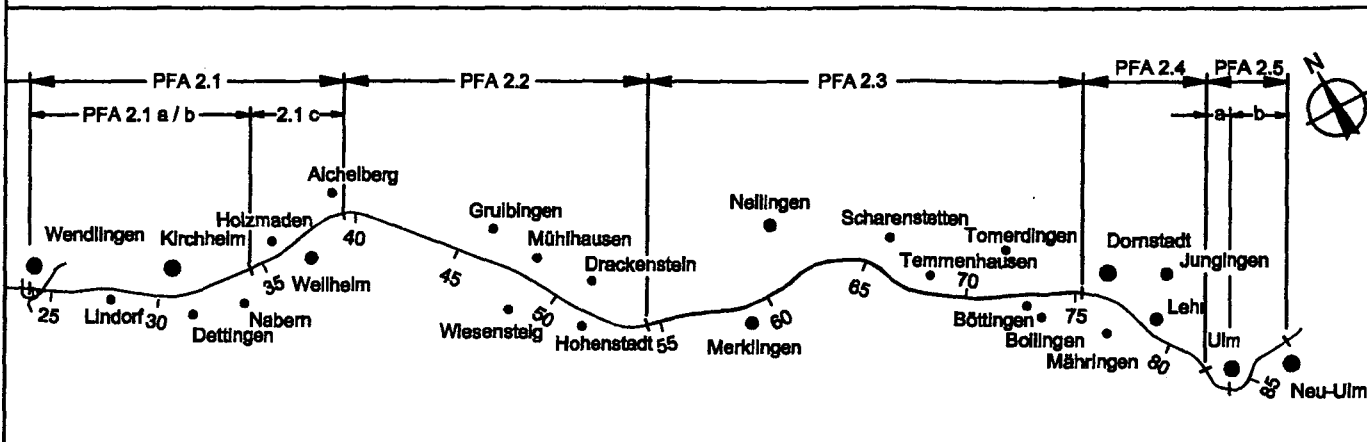 PFA 2.1
PFA 2.2
PFA 2.3
PFA 2.4
PFA 2.5
N
PFA 2.1 a / b
2.1 c
a
b
Aichelberg
Holzmaden
Wendlingen
Kirchheim
Gruibingen
Mühlhausen
Drackenstein
Nellingen
Scharenstetten
Tomerdingen
Temmenhausen
Dornstadt
Jungingen
40
45
35
Weilheim
25
Lindorf
30
Dettingen
Nabern
Wiesensteig
50
Hohenstadt
55
Merklingen
60
65
70
75
Böttingen
Bollingen
Mähringen
Lehr
80
Ulm
85
Neu-Ulm